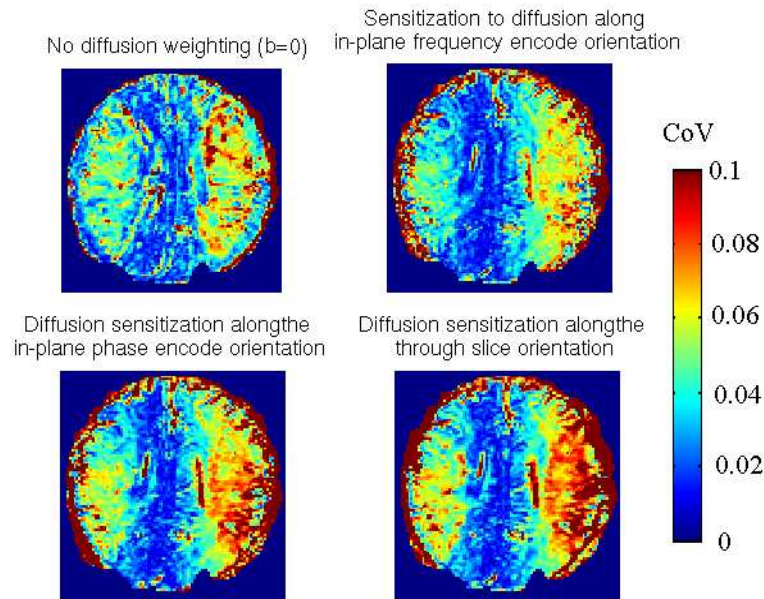 No diffusion weighting (b=0)
Sensitization to diffusion along
in-plane frequency encode orientation
CoV
0.1
0.08
0.06
0.04
0.02
0
Diffusion sensitization alongthe
in-plane phase encode orientation
Diffusion sensitization alongthe
through slice orientation